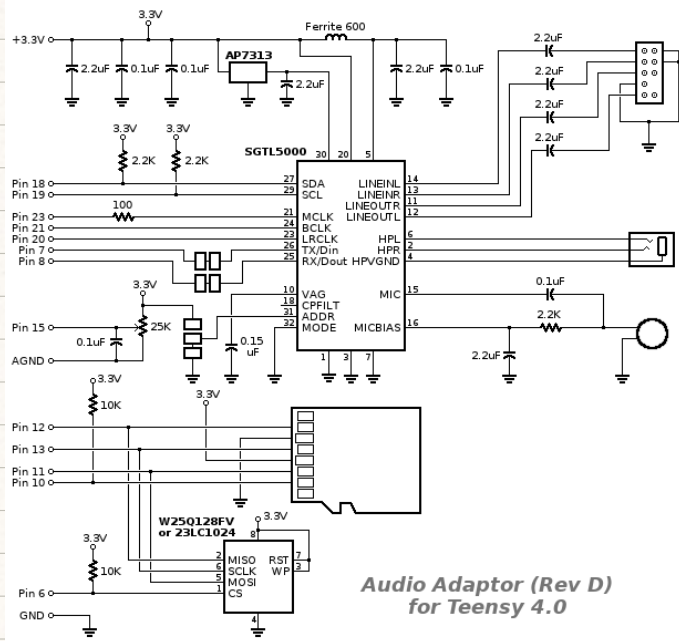 3.3V
Ferrite 600
+3.3V
AP7313
2.2uF
0.1uF
0.1uF
2.2uF
2.2uF
0.1uF
2.2uF
2.2uF
2.2uF
2.2uF
3.3V
3.3V
2.2K
2.2K
SGTL5000
30
20
5
Pin 18
27
SDA
LINEINL
14
Pin 19
29
SCL
LINEINR
13
LINEOUTR
11
Pin 23
100
21
MCLK
LINEOUTL
12
Pin 21
24
BCLK
Pin 20
23
LRCLK
HPL
6
Pin 7
26
TX/Din
HPR
2
Pin 8
25
RX/Dout
HPVGND
4
3.3V
10
VAG
MIC
15
0.1uF
18
CPFILT
31
ADDR
Pin 15
25K
32
MODE
MICBIAS
16
2.2K
0.1uF
0.15
uF
2.2uF
AGND
1
3
7
3.3V
10K
3.3V
Pin 12
Pin 13
Pin 11
Pin 10
W25Q128FV
or 23LC1024
3.3V
8
3.3V
10K
2
MISO
RST
7
6
SCLK
WP
3
5
MOSI
Pin 6
1
CS
GND
4
Audio Adaptor (Rev D)
for Teensy 4.0